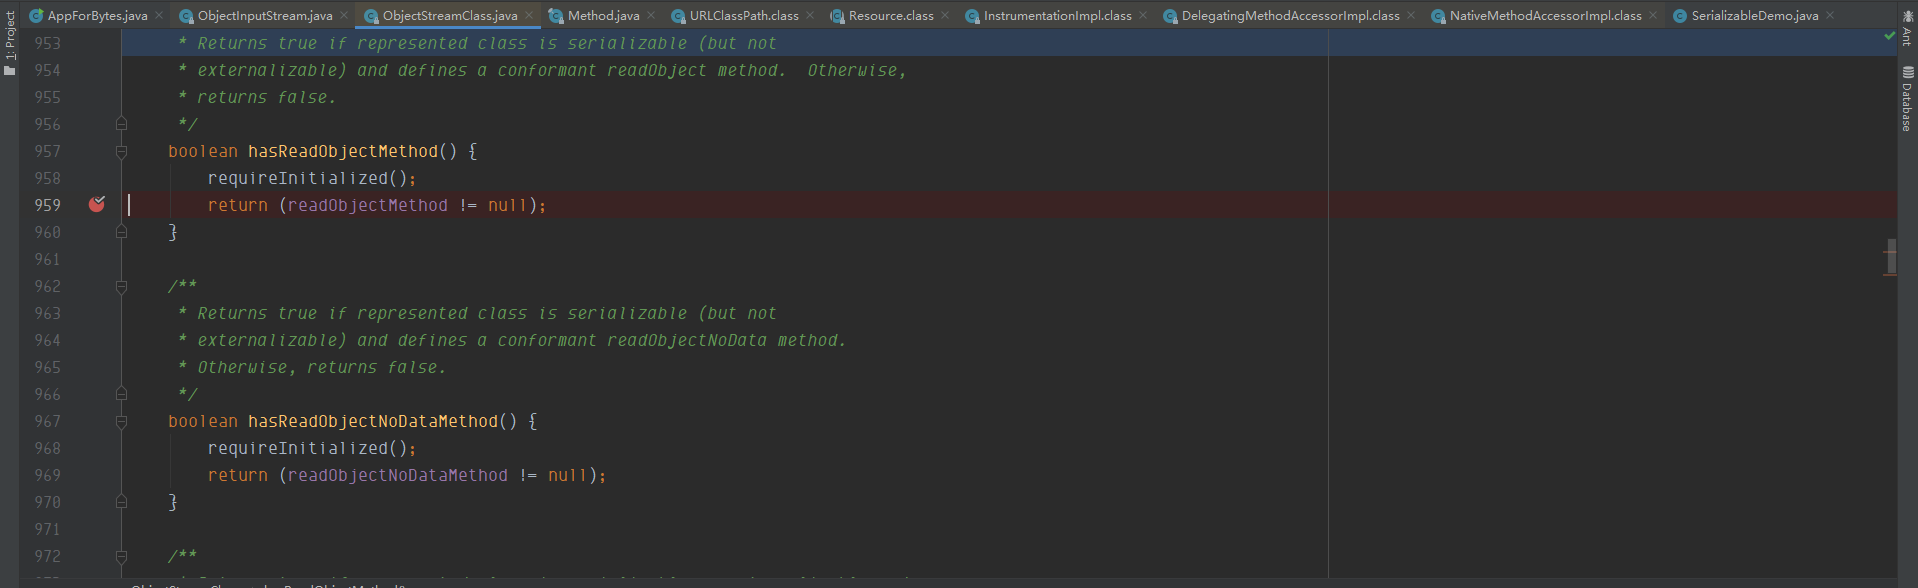 AppForBytes.java ObjectInputStream.java ObjectStreamClass.java Method.java URLClassPath.class Resource.class InstrumentationImpl.class DelegatingMethodAccessorImpl.class NativeMethodAccessorImpl.class SerializableDemo.java
1: Project
Ant
Database
953 * Returns true if represented class is serializable (but not
954 * externalizable) and defines a conformant readObject method.  Otherwise,
955 * returns false.
956 */
957 boolean hasReadObjectMethod() {
958 requireInitialized();
959 return (readObjectMethod != null);
960 }
961
962 /**
963 * Returns true if represented class is serializable (but not
964 * externalizable) and defines a conformant readObjectNoData method.
965 * Otherwise, returns false.
966 */
967 boolean hasReadObjectNoDataMethod() {
968 requireInitialized();
969 return (readObjectNoDataMethod != null);
970 }
971
972 /**